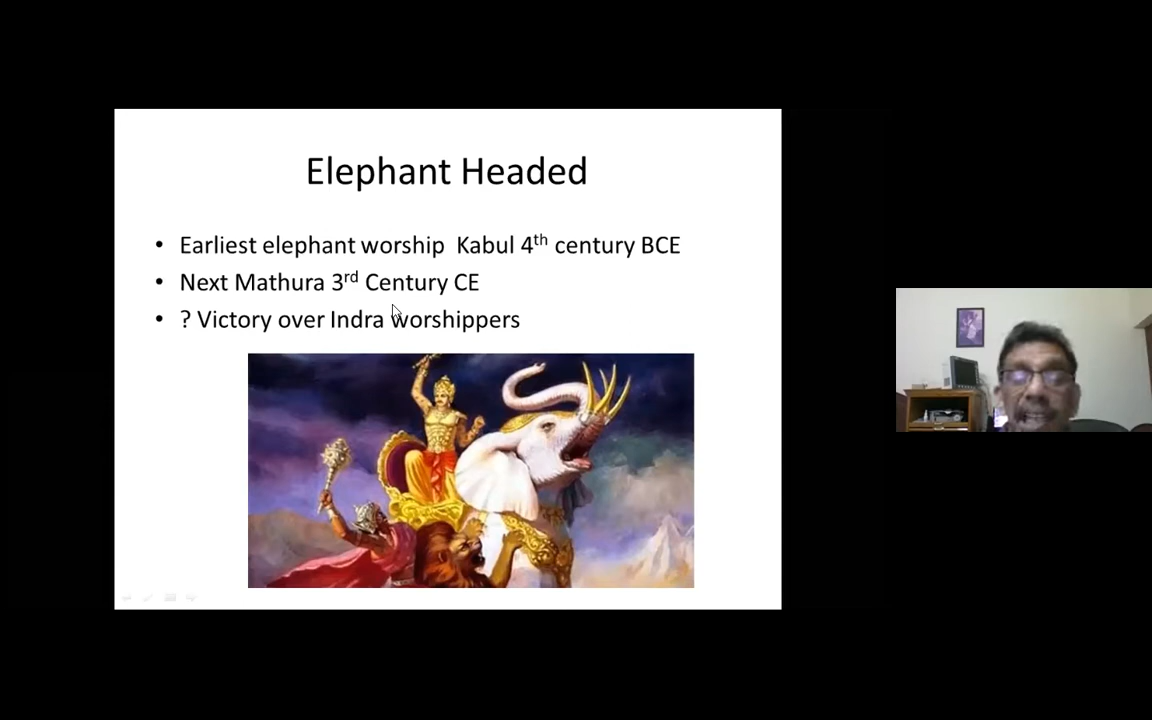 Elephant Headed
• Earliest elephant worship Kabul 4th century BCE
• Next Mathura 3rd Century CE
• ? Victory over Indra worshippers